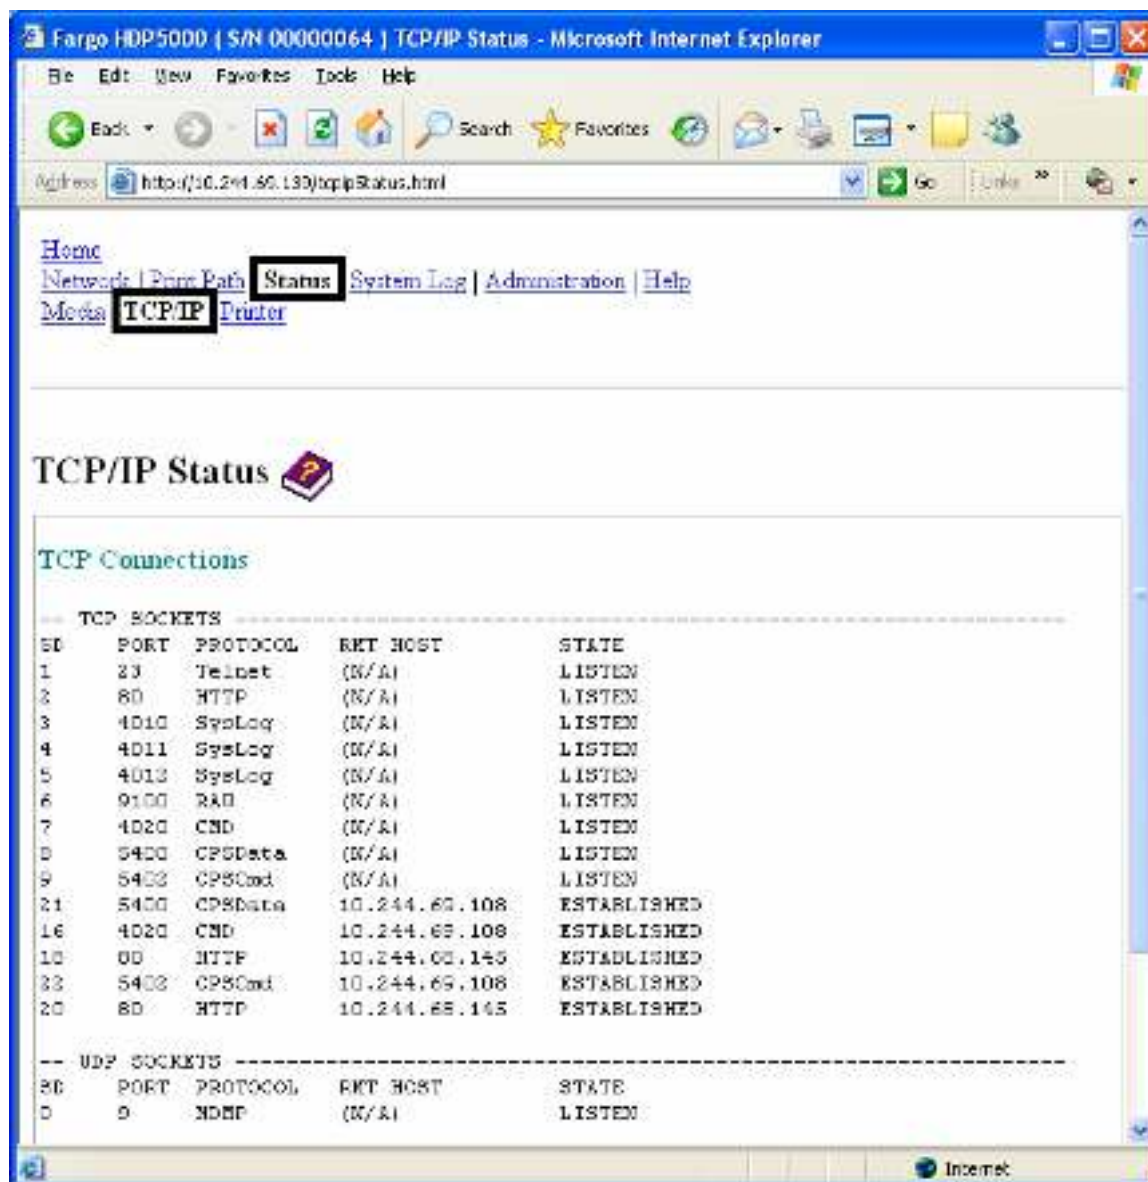 Fargo HDP5000 ( S/N 00000064 ) TCP/IP Status - Microsoft Internet Explorer
File Edit View Favorites Tools Help
Back Search Favorites
Address http://10.244.69.139/tcpipStatus.html Go Links »
Home
Network | Print Path Status System Log | Administration | Help
Media TCP/IP Printer
TCP/IP Status
TCP Connections
-- TCP SOCKETS --------------------------------------------------------------
SD PORT PROTOCOL RMT HOST STATE
1 23 Telnet (N/A) LISTEN
2 80 HTTP (N/A) LISTEN
3 4010 SysLog (N/A) LISTEN
4 4011 SysLog (N/A) LISTEN
5 4012 SysLog (N/A) LISTEN
6 9100 RAW (N/A) LISTEN
7 4020 CMD (N/A) LISTEN
8 5400 CPSData (N/A) LISTEN
9 5402 CPSCmd (N/A) LISTEN
21 5400 CPSData 10.244.69.108 ESTABLISHED
16 4020 CMD 10.244.69.108 ESTABLISHED
18 80 HTTP 10.244.68.145 ESTABLISHED
22 5402 CPSCmd 10.244.69.108 ESTABLISHED
20 80 HTTP 10.244.68.145 ESTABLISHED
-- UDP SOCKETS --------------------------------------------------------------
SD PORT PROTOCOL RMT HOST STATE
0 9 NDMP (N/A) LISTEN
Internet